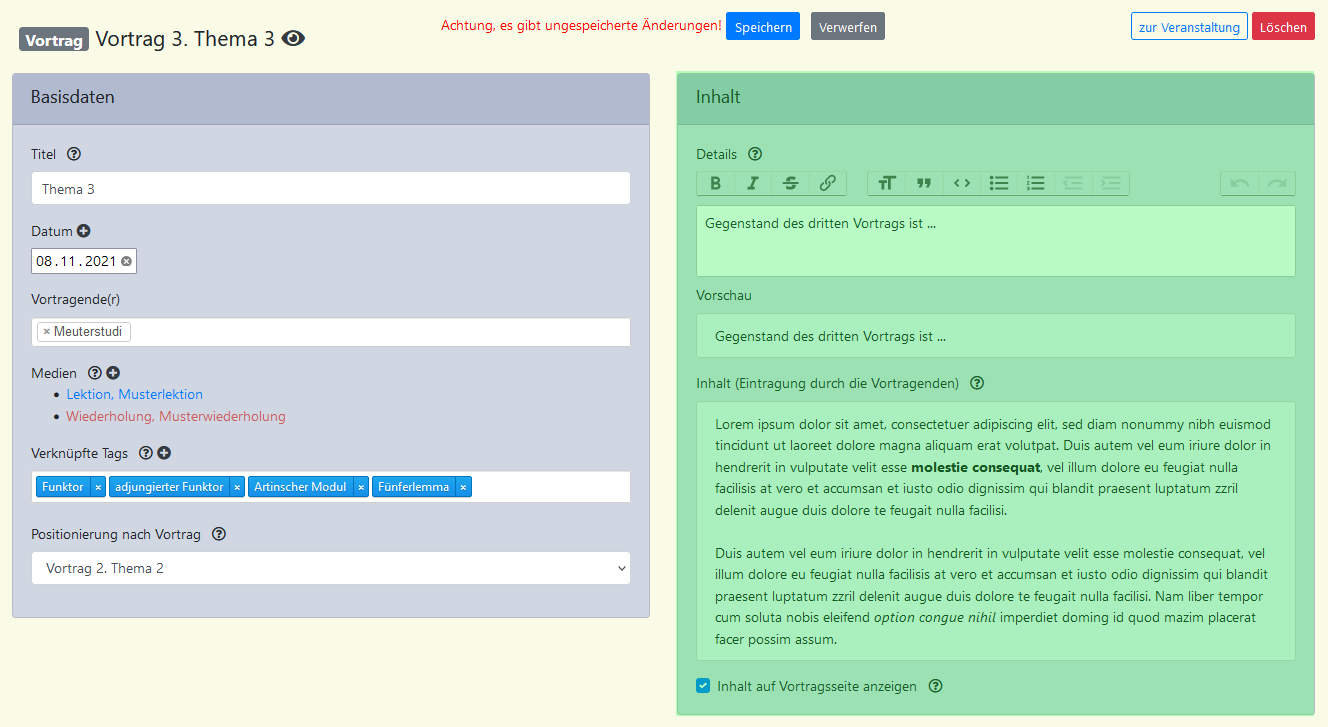 Vortrag Vortrag 3. Thema 3
Achtung, es gibt ungespeicherte Änderungen! Speichern Verwerfen
zur Veranstaltung Löschen
Basisdaten
Titel
Thema 3
Datum
08.11.2021
Vortragende(r)
× Meuterstudi
Medien
Lektion, Musterlektion
Wiederholung, Musterwiederholung
Verknüpfte Tags
Funktor × adjungierter Funktor × Artinscher Modul × Fünferlemma ×
Positionierung nach Vortrag
Vortrag 2. Thema 2
Inhalt
Details
Gegenstand des dritten Vortrags ist ...
Vorschau
Gegenstand des dritten Vortrags ist ...
Inhalt (Eintragung durch die Vortragenden)
Lorem ipsum dolor sit amet, consectetuer adipiscing elit, sed diam nonummy nibh euismod
tincidunt ut laoreet dolore magna aliquam erat volutpat. Duis autem vel eum iriure dolor in
hendrerit in vulputate velit esse molestie consequat, vel illum dolore eu feugiat nulla
facilisis at vero et accumsan et iusto odio dignissim qui blandit praesent luptatum zzril
delenit augue duis dolore te feugait nulla facilisi.
Duis autem vel eum iriure dolor in hendrerit in vulputate velit esse molestie consequat, vel
illum dolore eu feugiat nulla facilisis at vero et accumsan et iusto odio dignissim qui blandit
praesent luptatum zzril delenit augue duis dolore te feugait nulla facilisi. Nam liber tempor
cum soluta nobis eleifend option congue nihil imperdiet doming id quod mazim placerat
facer possim assum.
Inhalt auf Vortragsseite anzeigen